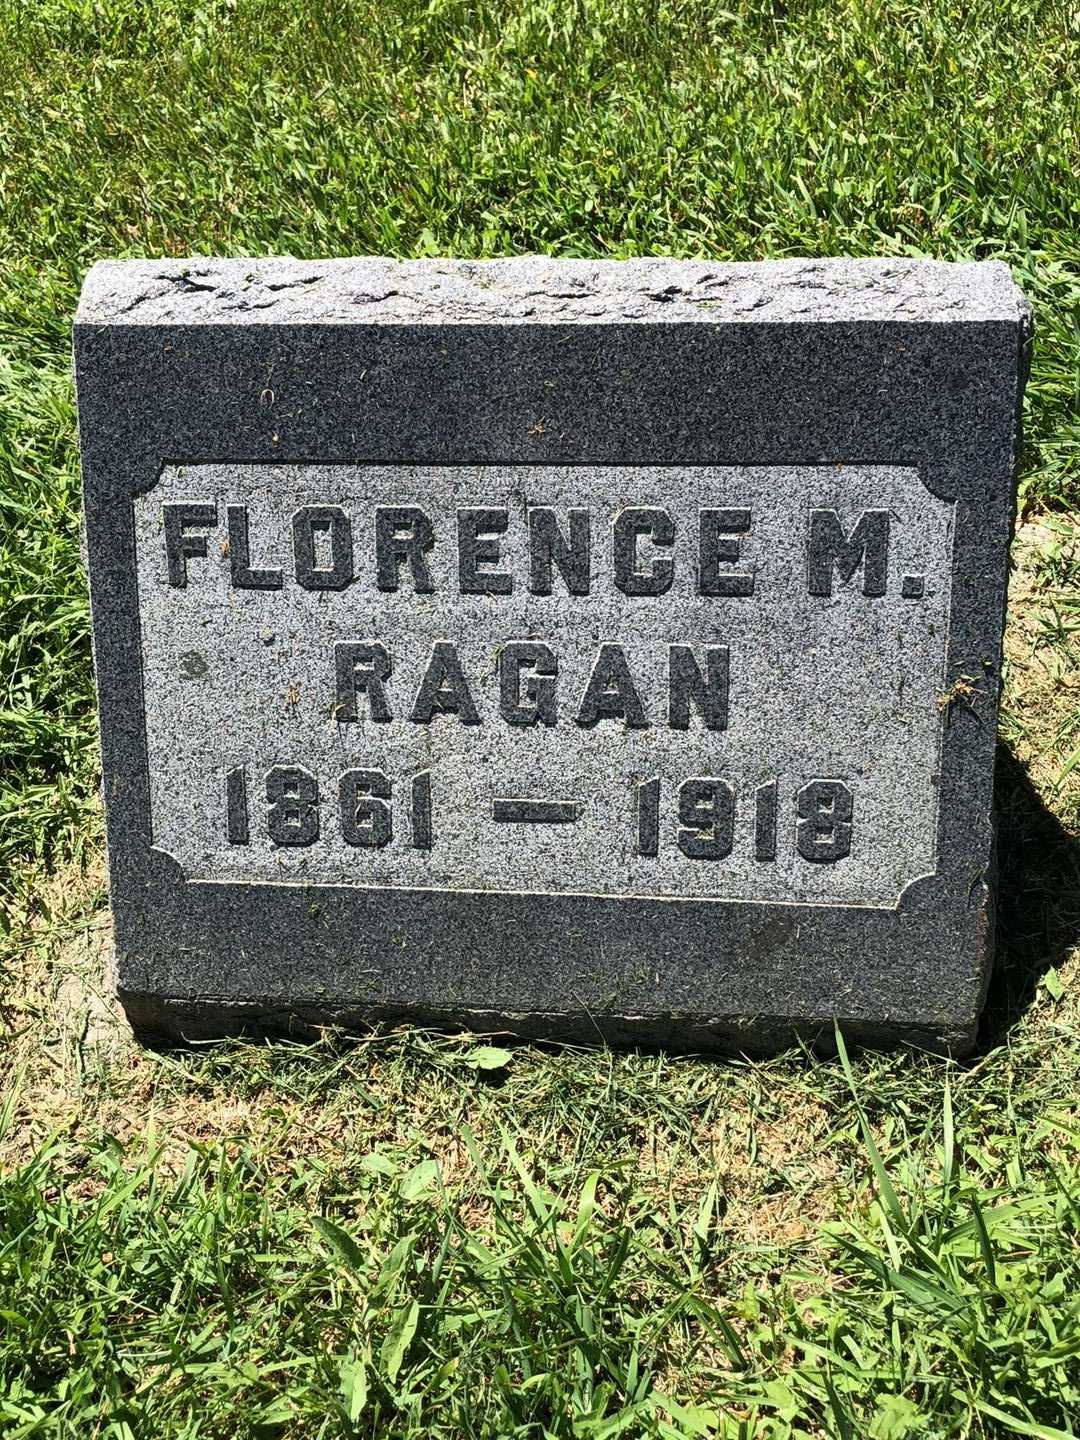 FLORENCE M.
RAGAN
1861 — 1918